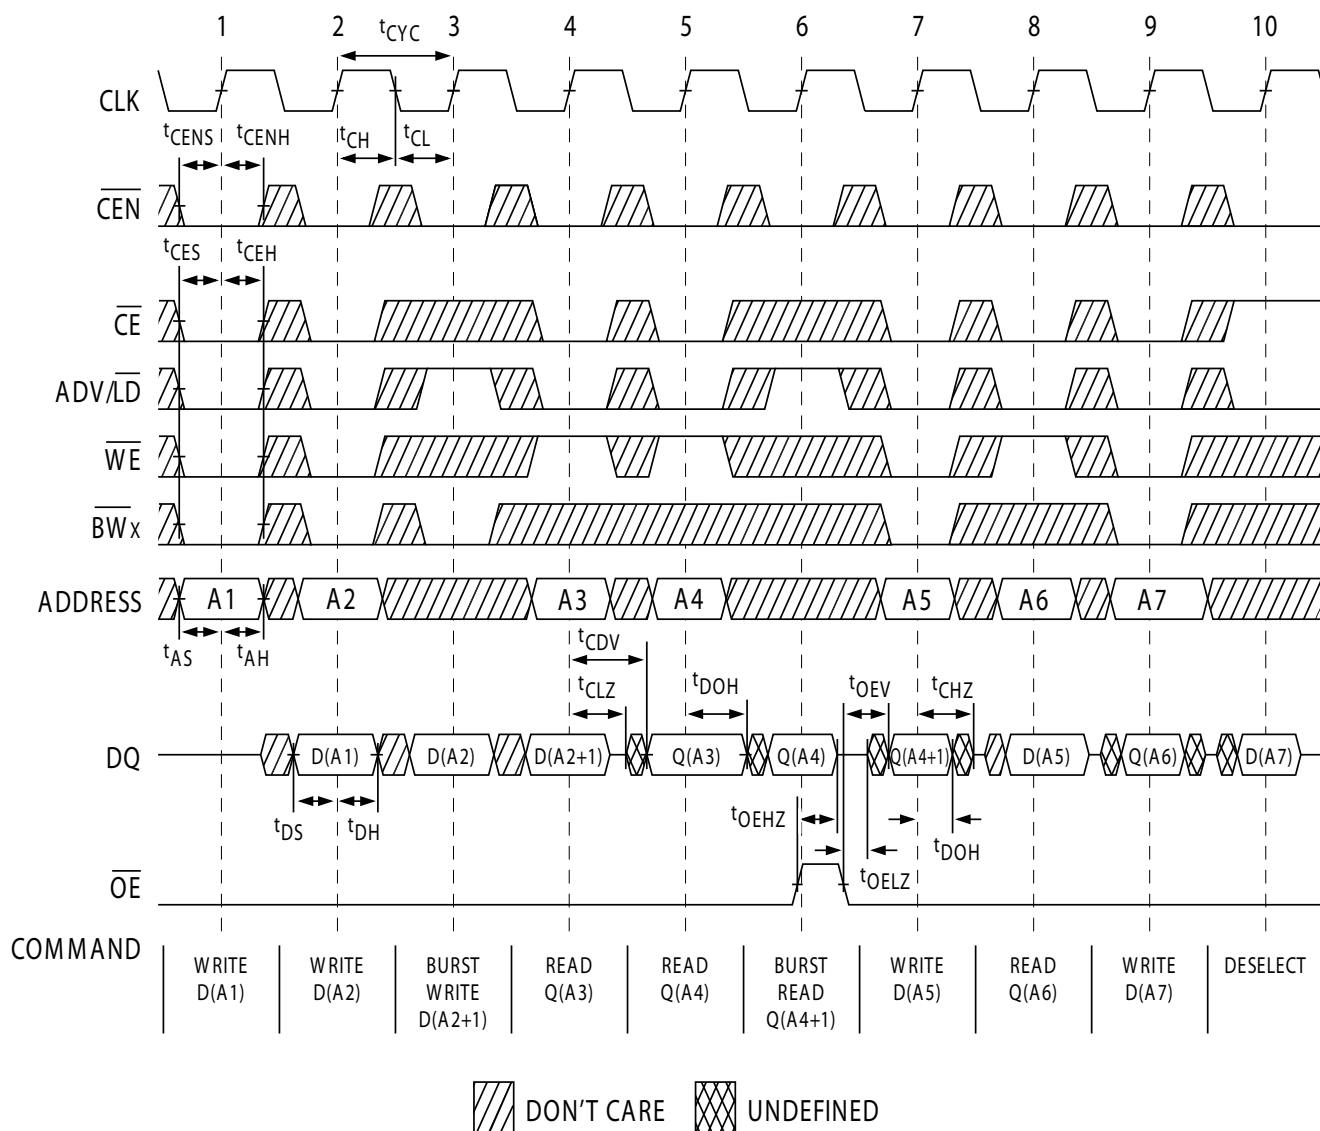 1 2 3 4 5 6 7 8 9 10
tCYC
CLK
tCENS tCENH tCH tCL
CEN
tCES tCEH
CE
ADV/LD
WE
BWx
ADDRESS A1 A2 A3 A4 A5 A6 A7
tAS tAH tCDV
tCLZ tDOH tOEV tCHZ
DQ D(A1) D(A2) D(A2+1) Q(A3) Q(A4) Q(A4+1) D(A5) Q(A6) D(A7)
tDS tDH tOEHZ tDOH
tOELZ
OE
COMMAND
WRITE D(A1)
WRITE D(A2)
BURST WRITE D(A2+1)
READ Q(A3)
READ Q(A4)
BURST READ Q(A4+1)
WRITE D(A5)
READ Q(A6)
WRITE D(A7)
DESELECT
DON'T CARE UNDEFINED